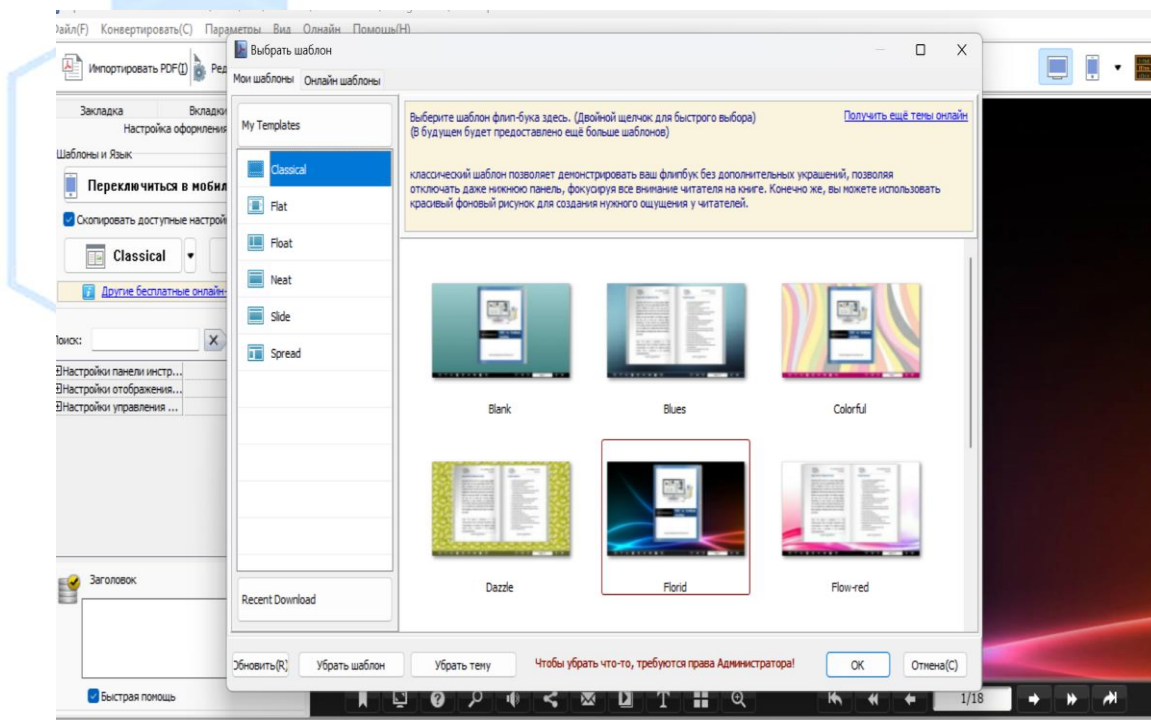 Файл(F) Конвертировать(C) Параметры Вид Онлайн Помощь(H)
Импортировать PDF(I) Ред
Закладка Вкладки
Настройка оформления
Шаблоны и Язык
Переключиться в мобил
Скопировать доступные настрой
Classical
Другие бесплатные онлайн-
Поиск: X
Настройки панели инстр...
Настройки отображения...
Настройки управления ...
Заголовок
Быстрая помощь
Выбрать шаблон
Мои шаблоны Онлайн шаблоны
My Templates
Classical
Flat
Float
Neat
Slide
Spread
Recent Download
Выберите шаблон флип-бука здесь. (Двойной щелчок для быстрого выбора) Получить ещё темы онлайн
(В будущем будет предоставлено ещё больше шаблонов)
классический шаблон позволяет демонстрировать ваш флипбук без дополнительных украшений, позволяя
отключать даже нижнюю панель, фокусируя все внимание читателя на книге. Конечно же, вы можете использовать
красивый фоновый рисунок для создания нужного ощущения у читателей.
Blank Blues Colorful
Dazzle Florid Flow-red
Обновить(R) Убрать шаблон Убрать тему Чтобы убрать что-то, требуются права Администратора! OK Отмена(C)
1/18